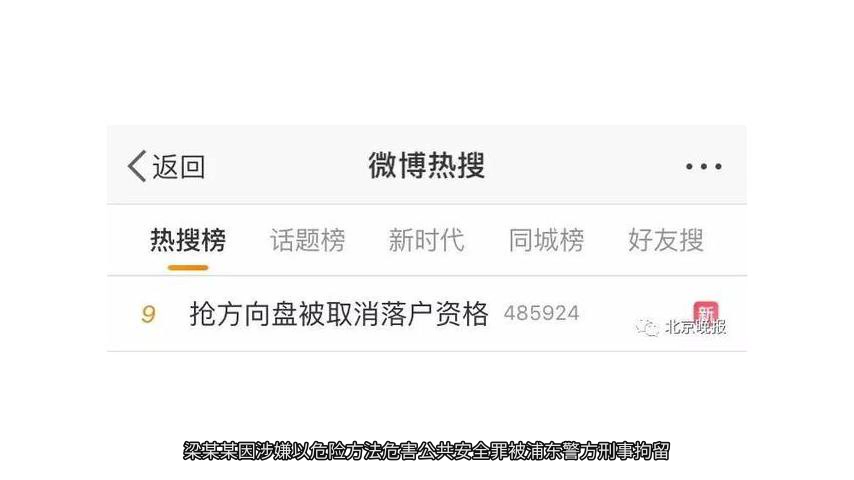 返回 微博热搜 •••
热搜榜 话题榜 新时代 同城榜 好友搜
9 抢方向盘被取消落户资格 485924 新
北京晚报
梁某某因涉嫌以危险方法危害公共安全罪被浦东警方刑事拘留